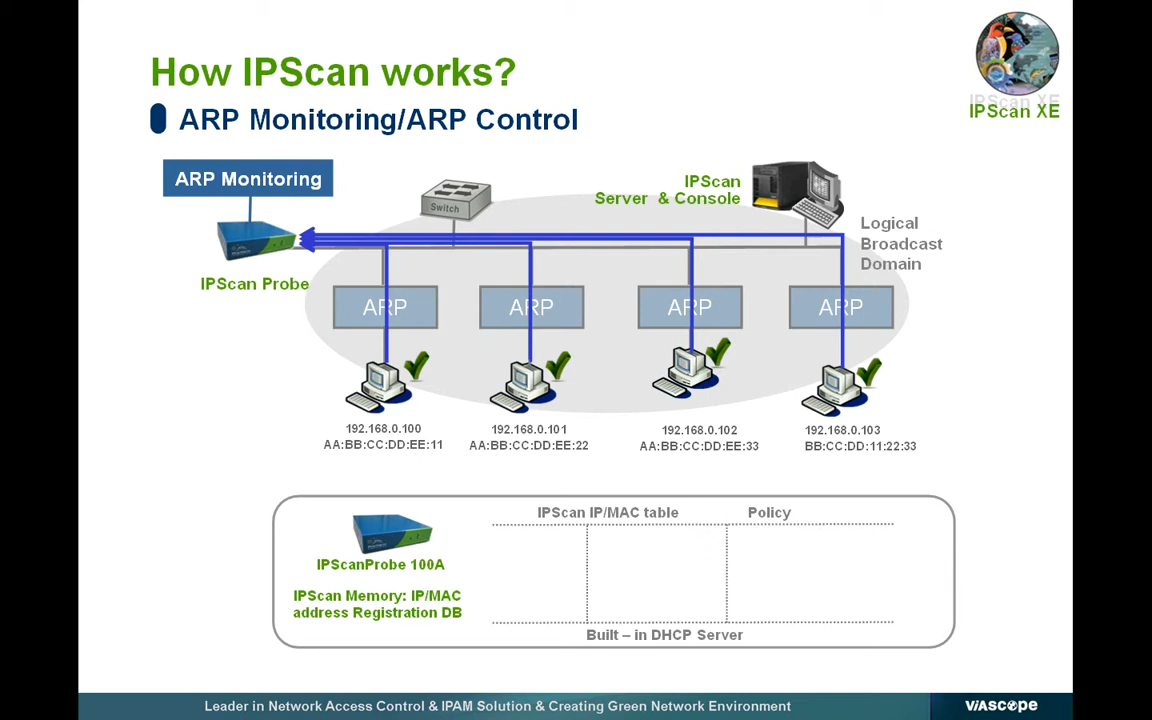 How IPScan works?
ARP Monitoring/ARP Control
IPScan XE
IPScan XE
ARP Monitoring
Switch
IPScan
Server & Console
Logical
Broadcast
Domain
IPScan Probe
ARP
ARP
ARP
ARP
192.168.0.100
AA:BB:CC:DD:EE:11
192.168.0.101
AA:BB:CC:DD:EE:22
192.168.0.102
AA:BB:CC:DD:EE:33
192.168.0.103
BB:CC:DD:11:22:33
IPScan IP/MAC table
Policy
IPScanProbe 100A
IPScan Memory: IP/MAC
address Registration DB
Built – in DHCP Server
Leader in Network Access Control & IPAM Solution & Creating Green Network Environment
ViAscope